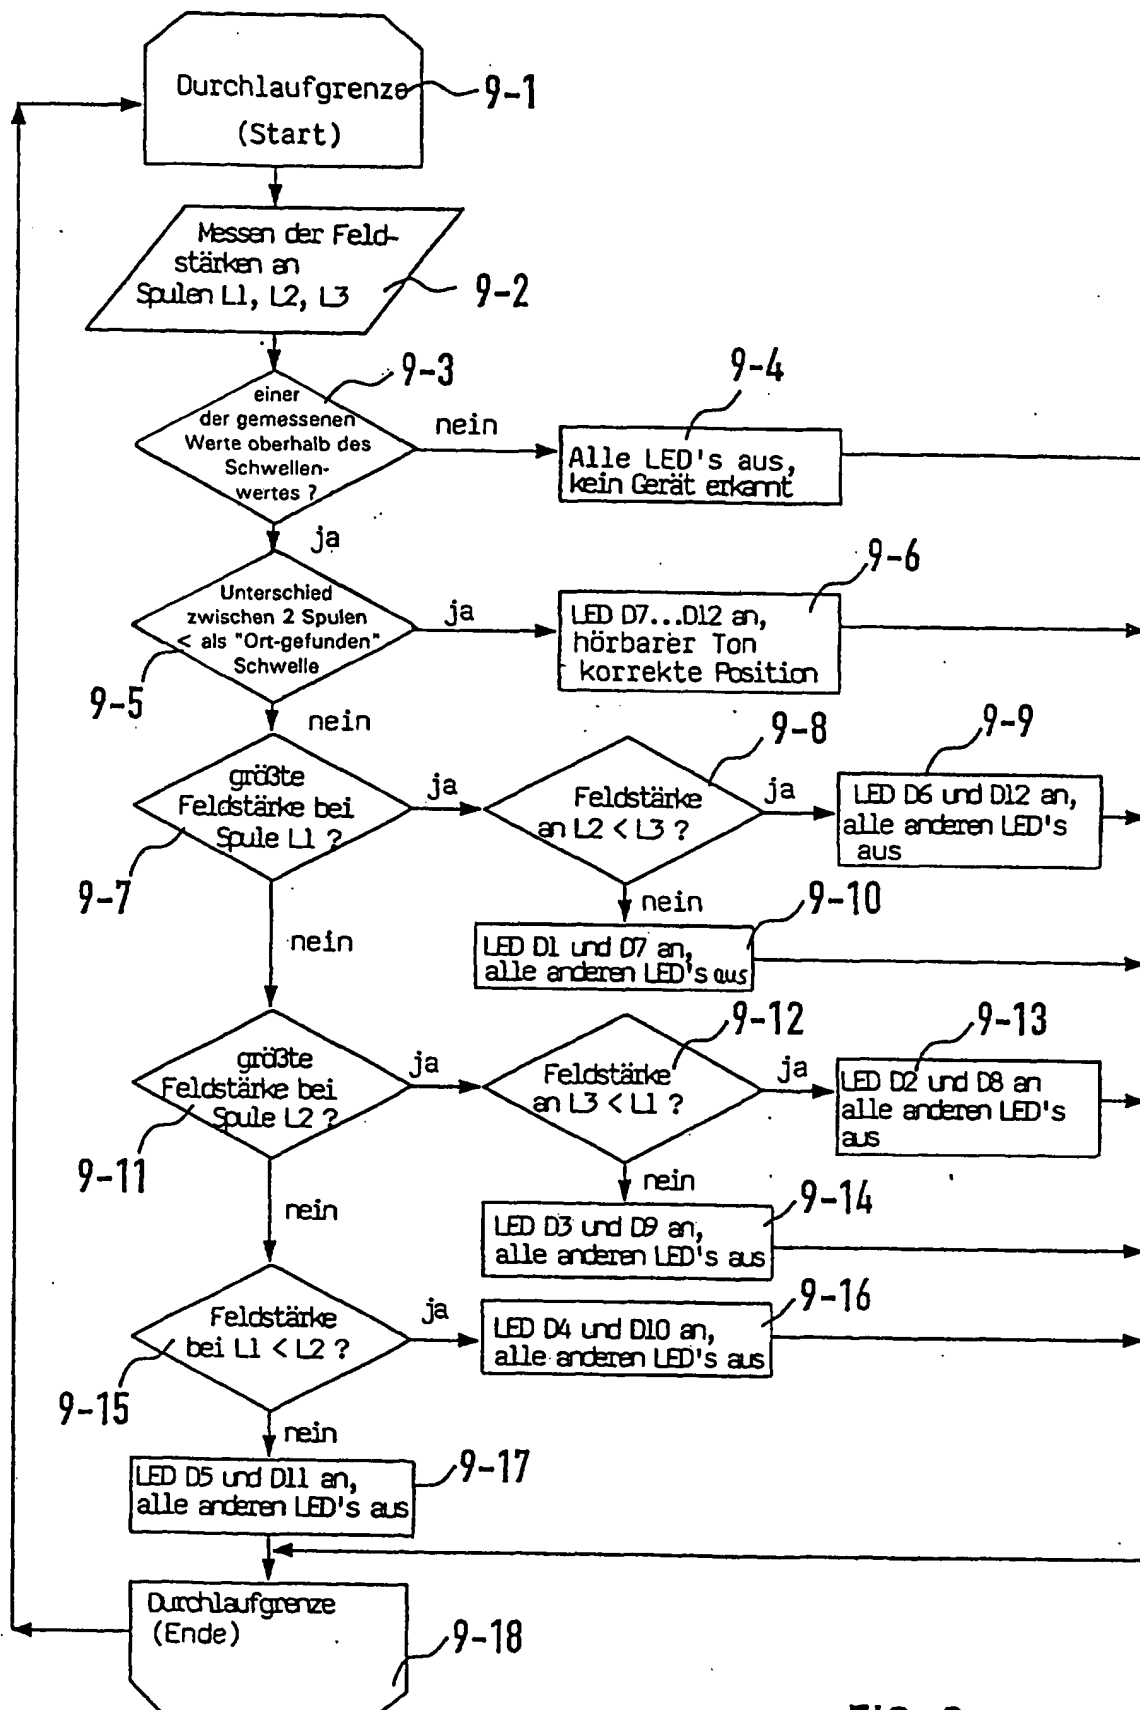 Durchlaufgrenze
(Start)
9-1
Messen der Feld-
stärken an
Spulen L1, L2, L3
9-2
9-3
einer
der gemessenen
Werte oberhalb des
Schwellen-
wertes ?
nein
9-4
Alle LED's aus,
kein Gerät erkannt
ja
Unterschied
zwischen 2 Spulen
< als "Ort-gefunden"
Schwelle
9-5
ja
9-6
LED D7...D12 an,
hörbarer Ton
korrekte Position
nein
größte
Feldstärke bei
Spule L1 ?
9-7
ja
9-8
Feldstärke
an L2 < L3 ?
ja
9-9
LED D6 und D12 an,
alle anderen LED's
aus
nein
9-10
LED D1 und D7 an,
alle anderen LED's aus
nein
größte
Feldstärke bei
Spule L2 ?
9-11
ja
9-12
Feldstärke
an L3 < L1 ?
ja
9-13
LED D2 und D8 an
alle anderen LED's
aus
nein
9-14
LED D3 und D9 an,
alle anderen LED's aus
nein
Feldstärke
bei L1 < L2 ?
9-15
ja
9-16
LED D4 und D10 an,
alle anderen LED's aus
nein
9-17
LED D5 und D11 an,
alle anderen LED's aus
Durchlaufgrenze
(Ende)
9-18